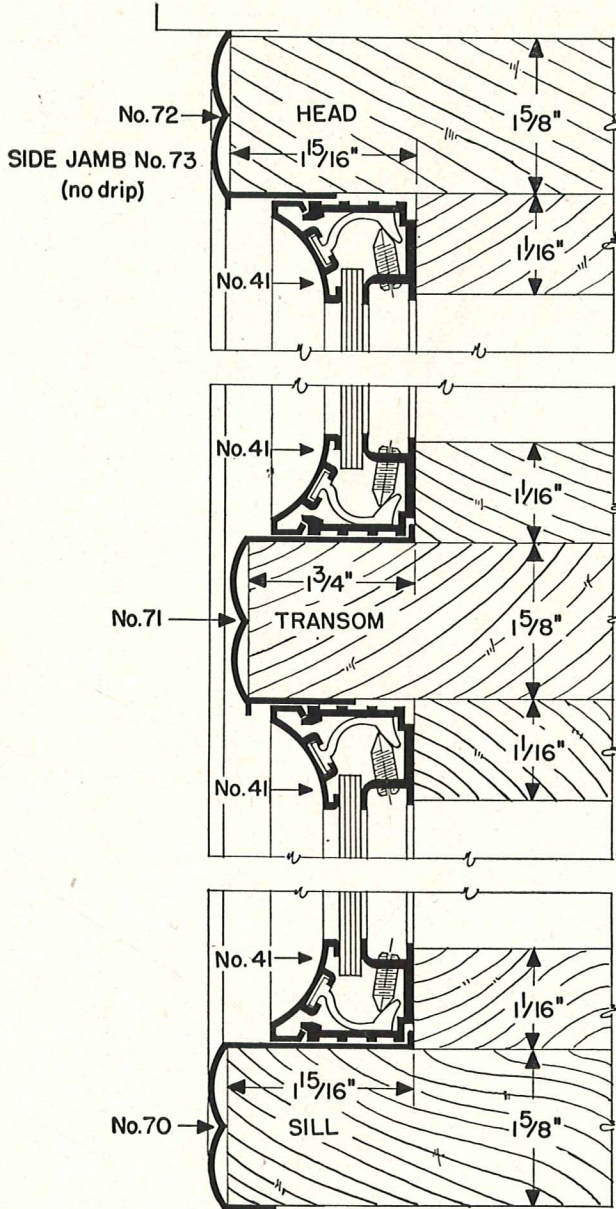 No.72
HEAD
1 5/8"
SIDE JAMB No.73
(no drip)
1 15/16"
No.41
1 1/16"
No.41
1 1/16"
1 3/4"
No.71
TRANSOM
1 5/8"
No.41
1 1/16"
No.41
1 1/16"
1 15/16"
No.70
SILL
1 5/8"